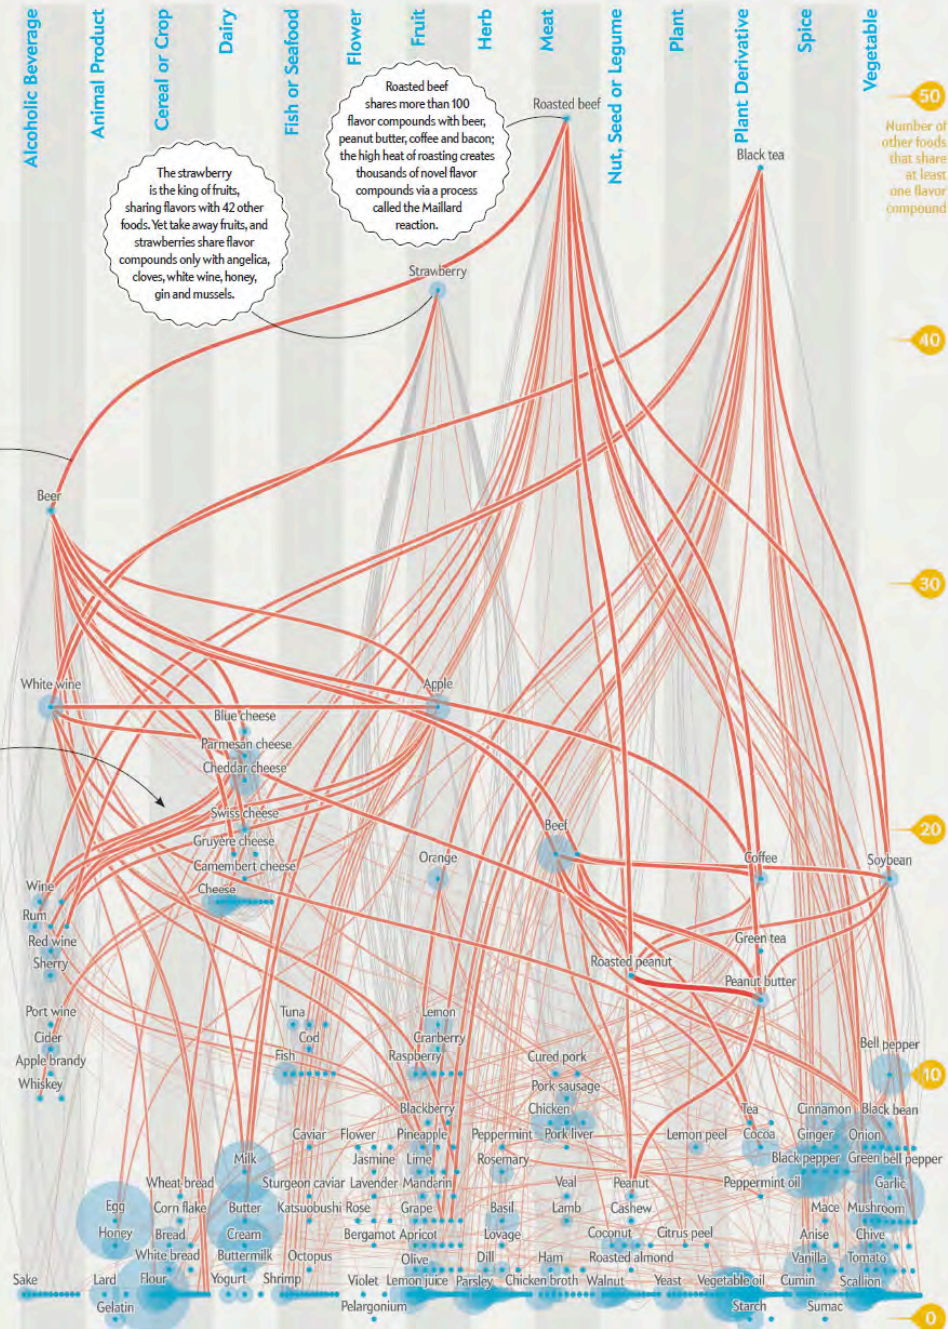 Alcoholic Beverage
Animal Product
Cereal or Crop
Dairy
Fish or Seafood
Flower
Fruit
Herb
Meat
Nut, Seed or Legume
Plant
Plant Derivative
Spice
Vegetable
50
Number of
other foods
that share
at least
one flavor
compound
Roasted beef
shares more than 100
flavor compounds with beer,
peanut butter, coffee and bacon;
the high heat of roasting creates
thousands of novel flavor
compounds via a process
called the Maillard
reaction.
Roasted beef
Black tea
The strawberry
is the king of fruits,
sharing flavors with 42 other
foods. Yet take away fruits, and
strawberries share flavor
compounds only with angelica,
cloves, white wine, honey,
gin and mussels.
Strawberry
40
Beer
30
White wine
Apple
Blue cheese
Parmesan cheese
Cheddar cheese
Swiss cheese
Beef
20
Gruyere cheese
Camembert cheese
Orange
Coffee
Soybean
Cheese
Wine
Rum
Red wine
Sherry
Green tea
Roasted peanut
Peanut butter
Port wine
Tuna
Lemon
Cider
Cod
Cranberry
Bell pepper
Apple brandy
Fish
Raspberry
Cured pork
10
Whiskey
Pork sausage
Blackberry
Chicken
Tea
Cinnamon
Black bean
Caviar
Flower
Pineapple
Peppermint
Pork liver
Lemon peel
Cocoa
Ginger
Onion
Milk
Jasmine
Lime
Rosemary
Black pepper
Green bell pepper
Wheat bread
Sturgeon caviar
Lavender
Mandarin
Veal
Peanut
Peppermint oil
Garlic
Egg
Corn flake
Butter
Katsuobushi
Rose
Grape
Basil
Lamb
Cashew
Mace
Mushroom
Honey
Bread
Cream
Bergamot
Apricot
Lovage
Coconut
Citrus peel
Anise
Chive
White bread
Buttermilk
Octopus
Olive
Dill
Ham
Roasted almond
Vanilla
Tomato
Sake
Lard
Flour
Yogurt
Shrimp
Violet
Lemon juice
Parsley
Chicken broth
Walnut
Yeast
Vegetable oil
Cumin
Scallion
Gelatin
Pelargonium
Starch
Sumac
0